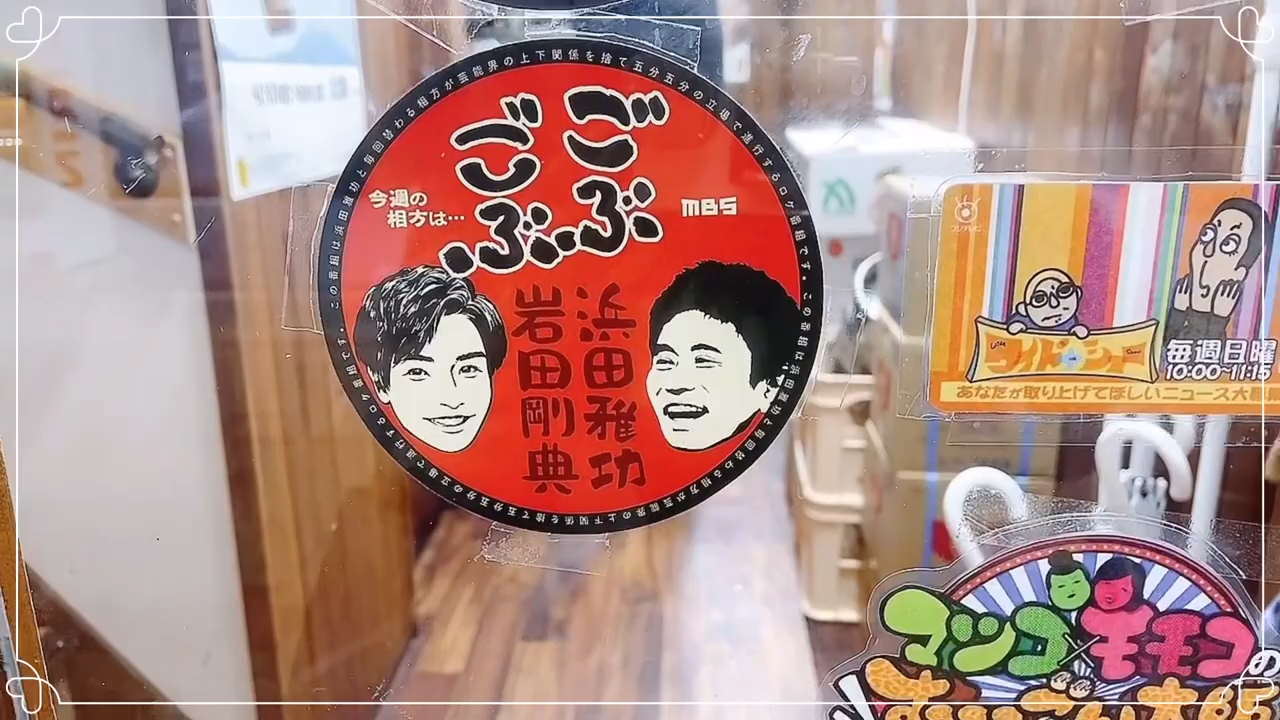 この番組は浜田雅功と毎回替わる相方が芸能界の上下関係を捨て五分五分の立場で進行するロケ番組です。
ごぶ
ごぶ
今週の
相方は…
MBS
浜田雅功
岩田剛典
フジテレビ
ワイドナショー
毎週日曜
10:00~11:15
あなたが取り上げてほしいニュース大募
マツコ
モモコ
の